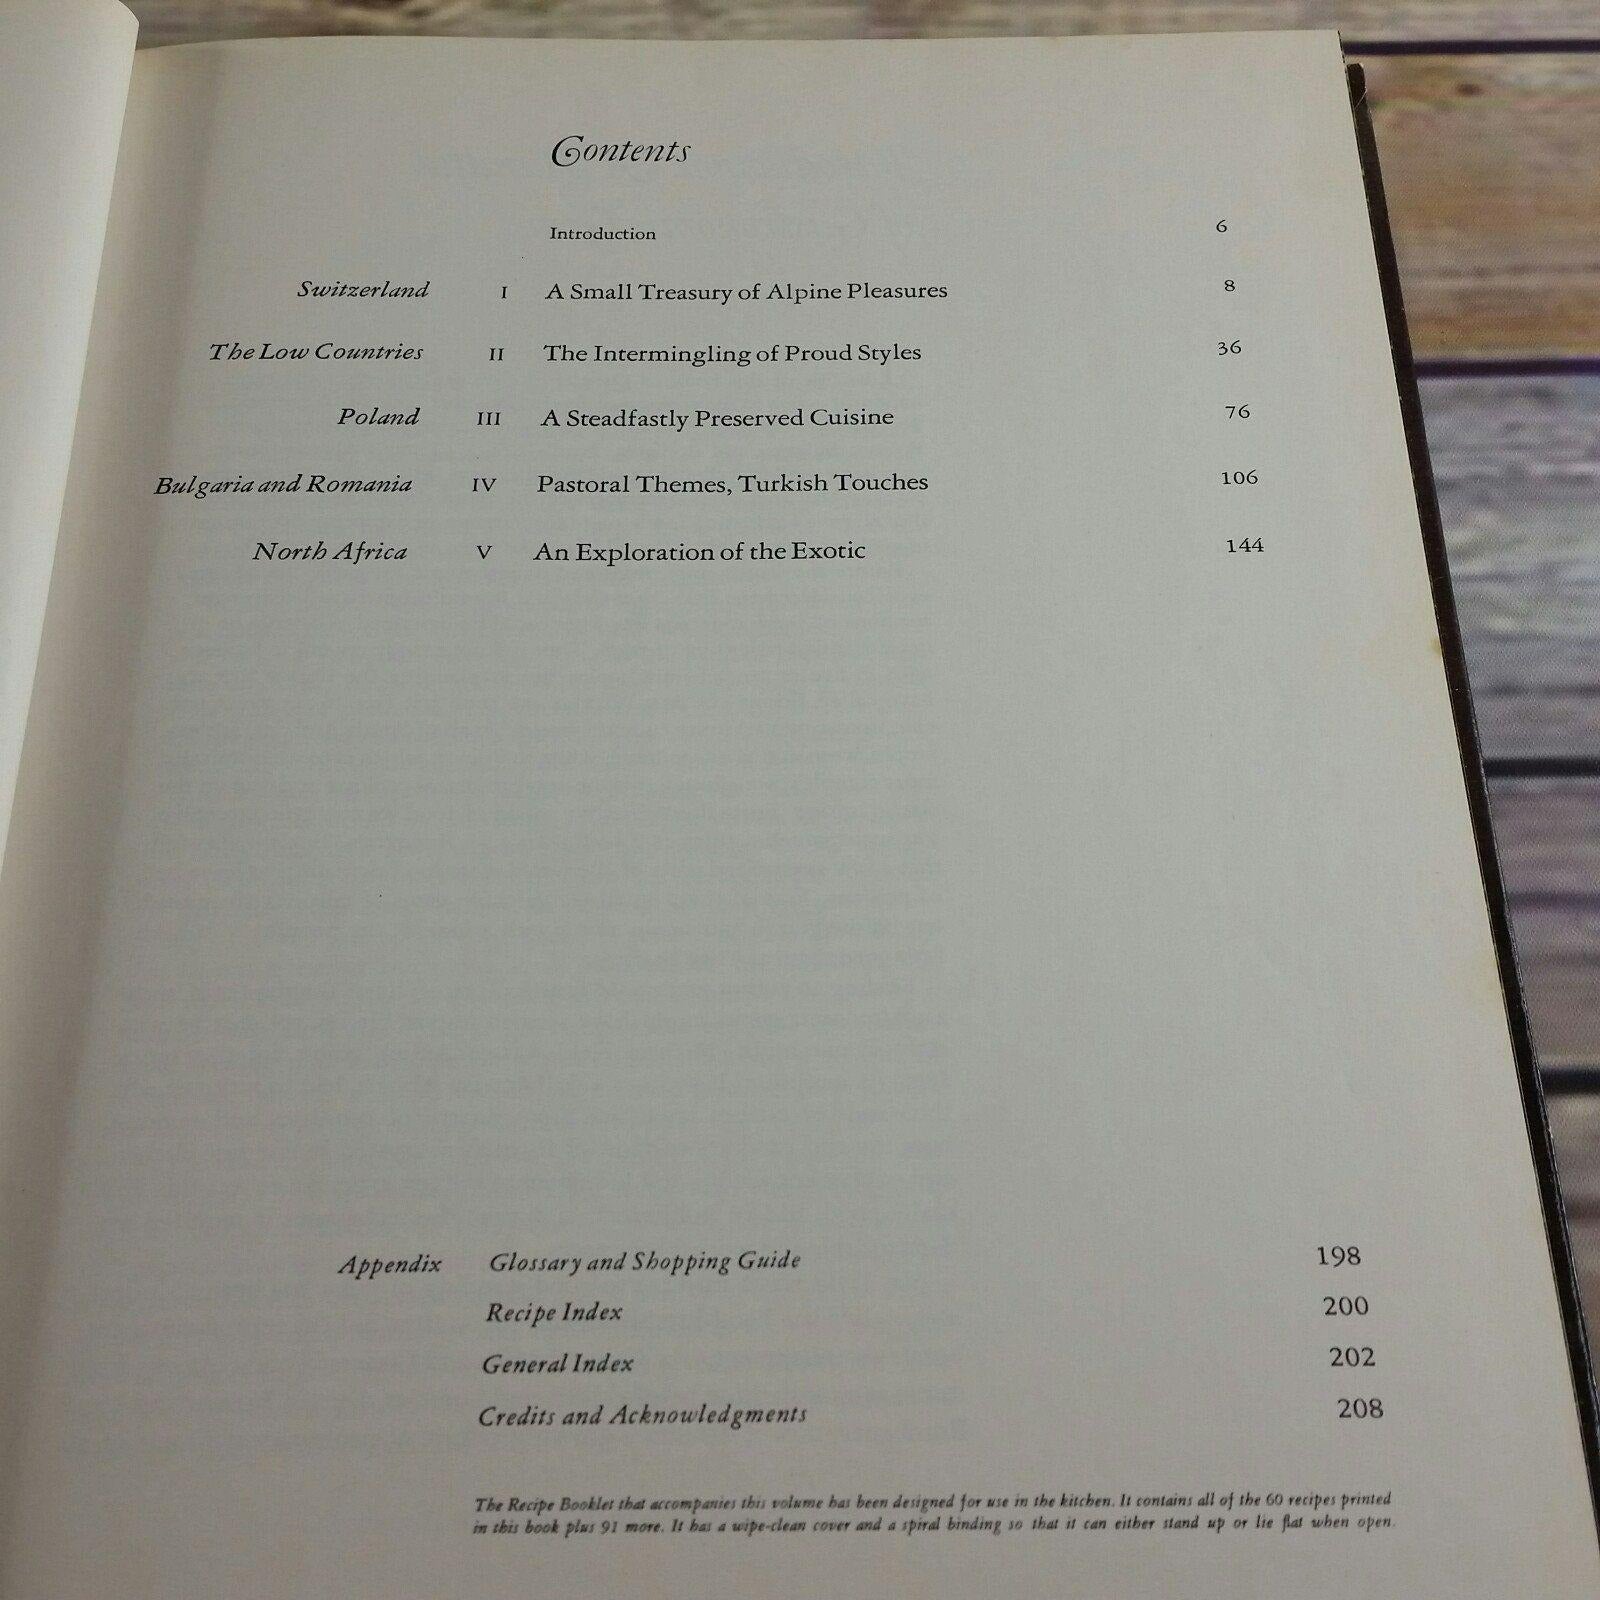 Contents
Introduction 6
Switzerland I A Small Treasury of Alpine Pleasures 8
The Low Countries II The Intermingling of Proud Styles 36
Poland III A Steadfastly Preserved Cuisine 76
Bulgaria and Romania IV Pastoral Themes, Turkish Touches 106
North Africa V An Exploration of the Exotic 144
Appendix Glossary and Shopping Guide 198
Recipe Index 200
General Index 202
Credits and Acknowledgments 208
The Recipe Booklet that accompanies this volume has been designed for use in the kitchen. It contains all of the 60 recipes printed
in this book plus 91 more. It has a wipe-clean cover and a spiral binding so that it can either stand up or lie flat when open.